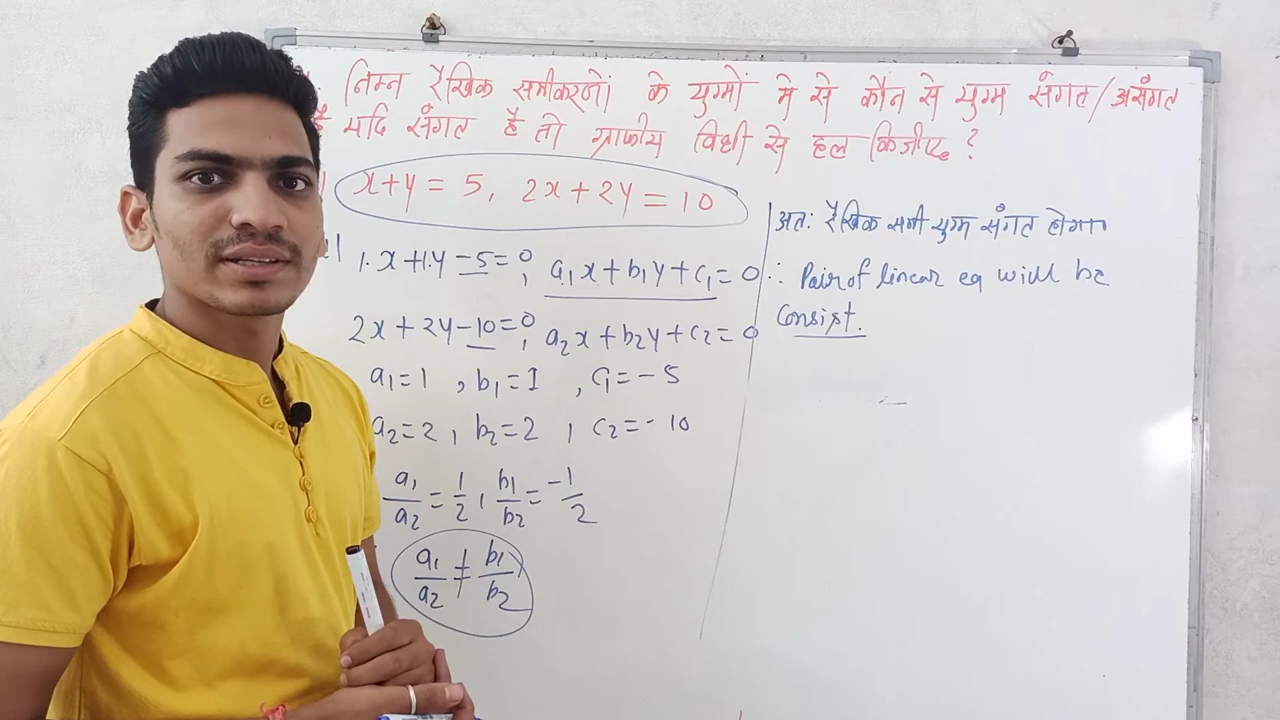 निम्न रैखिक समीकरणों के युग्मों मे से कौन से युग्म संगत/असंगत
है यदि संगत है तो ग्राफीय विधी से हल किजीए ?
x+y = 5, 2x+2y = 10
1.x+1.y-5=0, a₁x+b₁y+c₁=0
2x+2y-10=0, a₂x+b₂y+c₂=0
a₁=1, b₁=1, c₁=-5
a₂=2, b₂=2, c₂=-10
a₁/a₂ = 1/2, b₁/b₂ = -1/2
a₁/a₂ ≠ b₁/b₂
अतः रैखिक समी युग्म संगत होगा
∴ Pair of linear eq will be
Consist.